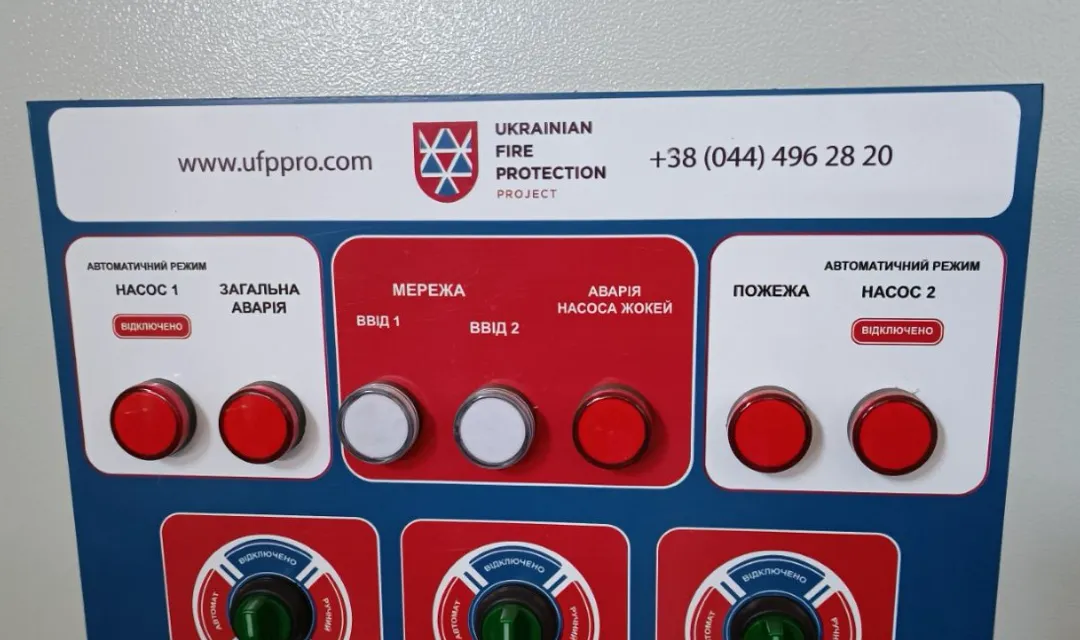 www.ufppro.com
UKRAINIAN
FIRE
PROTECTION
PROJECT
+38 (044) 496 28 20
АВТОМАТИЧНИЙ РЕЖИМ
НАСОС 1
ВІДКЛЮЧЕНО
ЗАГАЛЬНА
АВАРІЯ
МЕРЕЖА
ВВІД 1
ВВІД 2
АВАРІЯ
НАСОСА ЖОКЕЙ
ПОЖЕЖА
АВТОМАТИЧНИЙ РЕЖИМ
НАСОС 2
ВІДКЛЮЧЕНО
ВІДКЛЮЧЕНО
АВТОМАТ
ВІДКЛЮЧЕНО
АВТОМАТ
ВІДКЛЮЧЕНО
АВТОМАТ